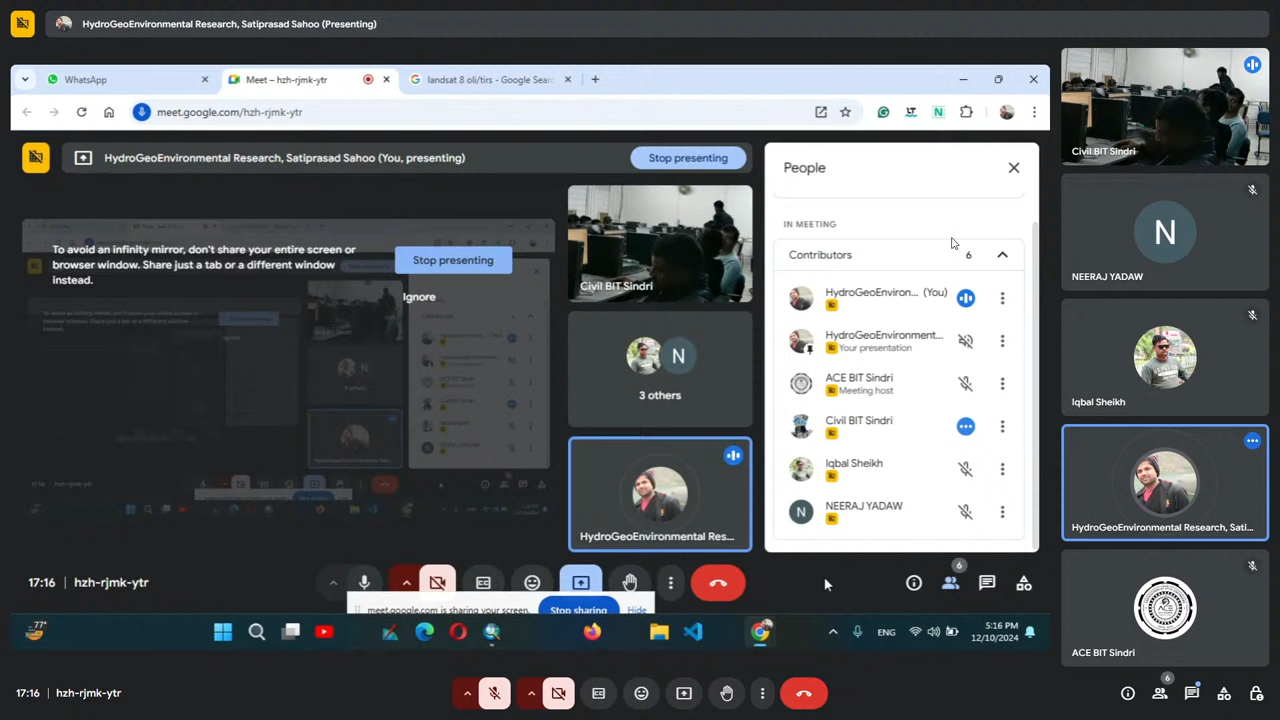 HydroGeoEnvironmental Research, Satiprasad Sahoo (Presenting)
WhatsApp
Meet – hzh-rjmk-ytr
landsat 8 oli/tirs - Google Sear
meet.google.com/hzh-rjmk-ytr
HydroGeoEnvironmental Research, Satiprasad Sahoo (You, presenting)
Stop presenting
To avoid an infinity mirror, don't share your entire screen or
browser window. Share just a tab or a different window
instead.
Stop presenting
Ignore
Civil BIT Sindri
N
3 others
HydroGeoEnvironmental Res...
People
IN MEETING
Contributors
6
HydroGeoEnviron... (You)
HydroGeoEnvironment...
Your presentation
ACE BIT Sindri
Meeting host
Civil BIT Sindri
Iqbal Sheikh
N
NEERAJ YADAW
17:16 | hzh-rjmk-ytr
6
meet.google.com is sharing your screen.
Stop sharing
Hide
77°
ENG
5:16 PM
12/10/2024
Civil BIT Sindri
N
NEERAJ YADAW
Iqbal Sheikh
HydroGeoEnvironmental Research, Sati...
ACE BIT Sindri
17:16 | hzh-rjmk-ytr
6